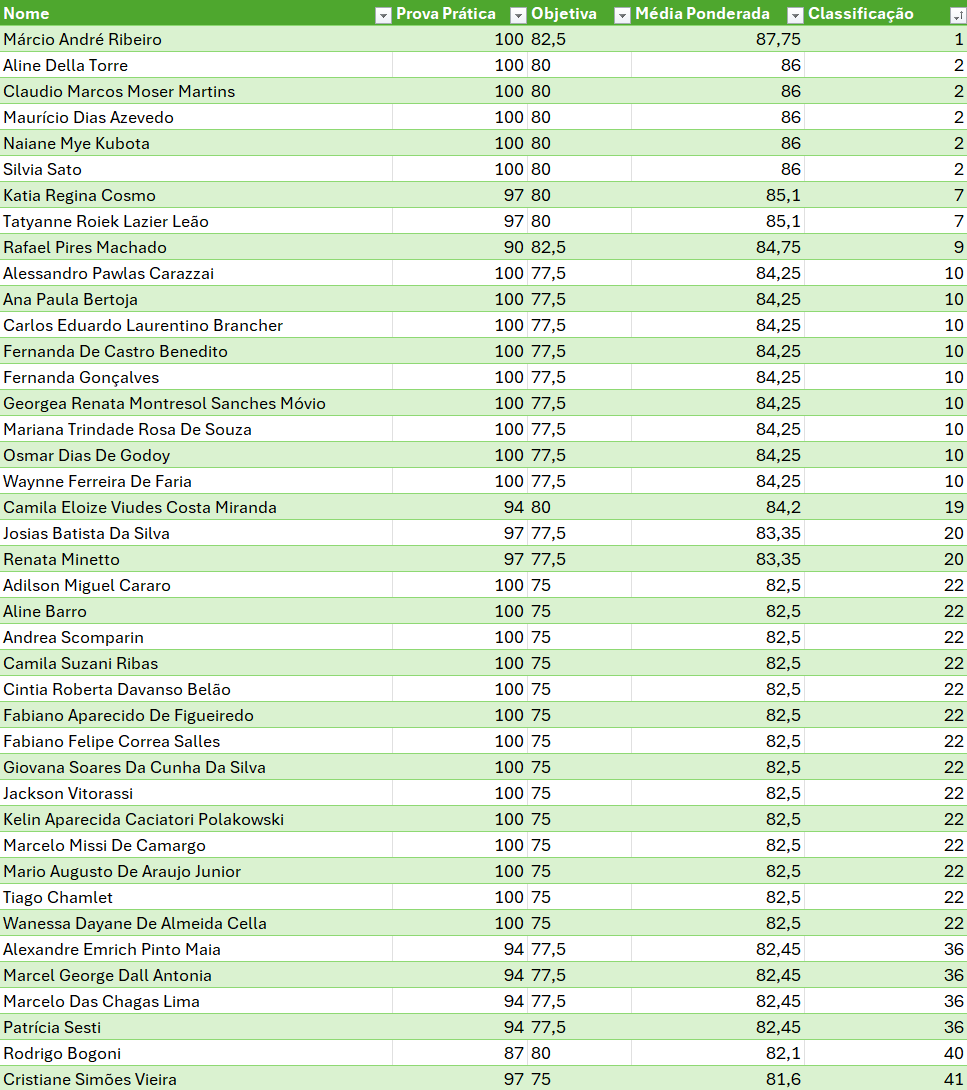 Nome Prova Prática Objetiva Média Ponderada Classificação
Márcio André Ribeiro 100 82,5 87,75 1
Aline Della Torre 100 80 86 2
Claudio Marcos Moser Martins 100 80 86 2
Maurício Dias Azevedo 100 80 86 2
Naiane Mye Kubota 100 80 86 2
Silvia Sato 100 80 86 2
Katia Regina Cosmo 97 80 85,1 7
Tatyanne Roiek Lazier Leão 97 80 85,1 7
Rafael Pires Machado 90 82,5 84,75 9
Alessandro Pawlas Carazzai 100 77,5 84,25 10
Ana Paula Bertoja 100 77,5 84,25 10
Carlos Eduardo Laurentino Brancher 100 77,5 84,25 10
Fernanda De Castro Benedito 100 77,5 84,25 10
Fernanda Gonçalves 100 77,5 84,25 10
Georgea Renata Montresol Sanches Móvio 100 77,5 84,25 10
Mariana Trindade Rosa De Souza 100 77,5 84,25 10
Osmar Dias De Godoy 100 77,5 84,25 10
Waynne Ferreira De Faria 100 77,5 84,25 10
Camila Eloize Viudes Costa Miranda 94 80 84,2 19
Josias Batista Da Silva 97 77,5 83,35 20
Renata Minetto 97 77,5 83,35 20
Adilson Miguel Cararo 100 75 82,5 22
Aline Barro 100 75 82,5 22
Andrea Scomparin 100 75 82,5 22
Camila Suzani Ribas 100 75 82,5 22
Cintia Roberta Davanso Belão 100 75 82,5 22
Fabiano Aparecido De Figueiredo 100 75 82,5 22
Fabiano Felipe Correa Salles 100 75 82,5 22
Giovana Soares Da Cunha Da Silva 100 75 82,5 22
Jackson Vitorassi 100 75 82,5 22
Kelin Aparecida Caciatori Polakowski 100 75 82,5 22
Marcelo Missi De Camargo 100 75 82,5 22
Mario Augusto De Araujo Junior 100 75 82,5 22
Tiago Chamlet 100 75 82,5 22
Wanessa Dayane De Almeida Cella 100 75 82,5 22
Alexandre Emrich Pinto Maia 94 77,5 82,45 36
Marcel George Dall Antonia 94 77,5 82,45 36
Marcelo Das Chagas Lima 94 77,5 82,45 36
Patrícia Sesti 94 77,5 82,45 36
Rodrigo Bogoni 87 80 82,1 40
Cristiane Simões Vieira 97 75 81,6 41